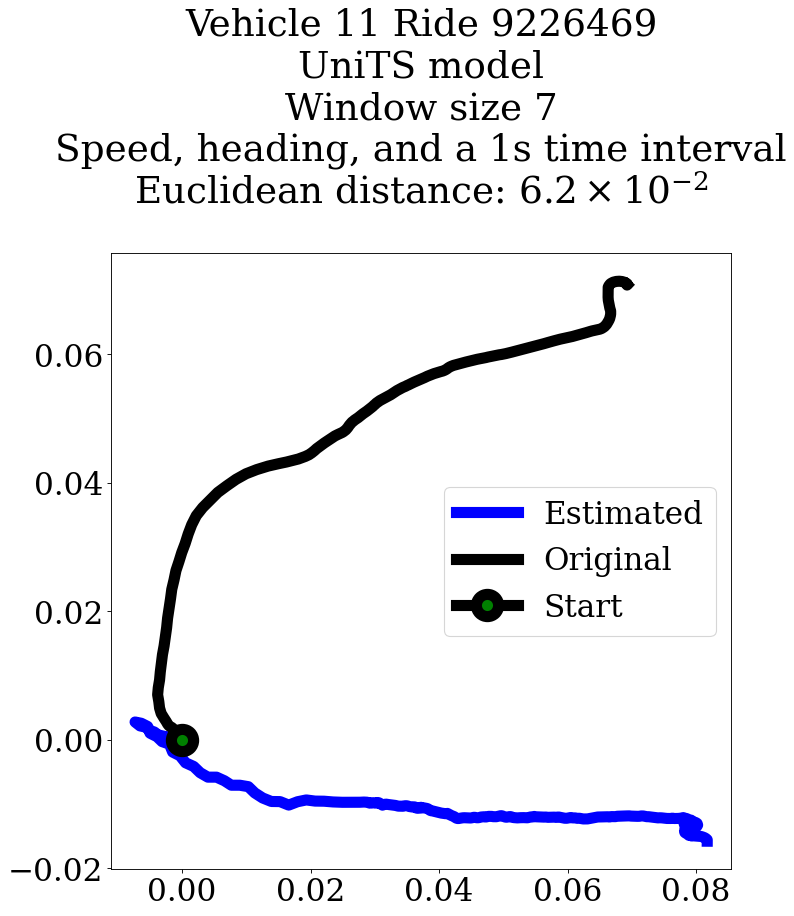 Vehicle 11 Ride 9226469
UniTS model
Window size 7
Speed, heading, and a 1s time interval
Euclidean distance: 6.2 × 10⁻²
0.06
0.04
0.02
0.00
−0.02
Estimated
Original
Start
0.00 0.02 0.04 0.06 0.08